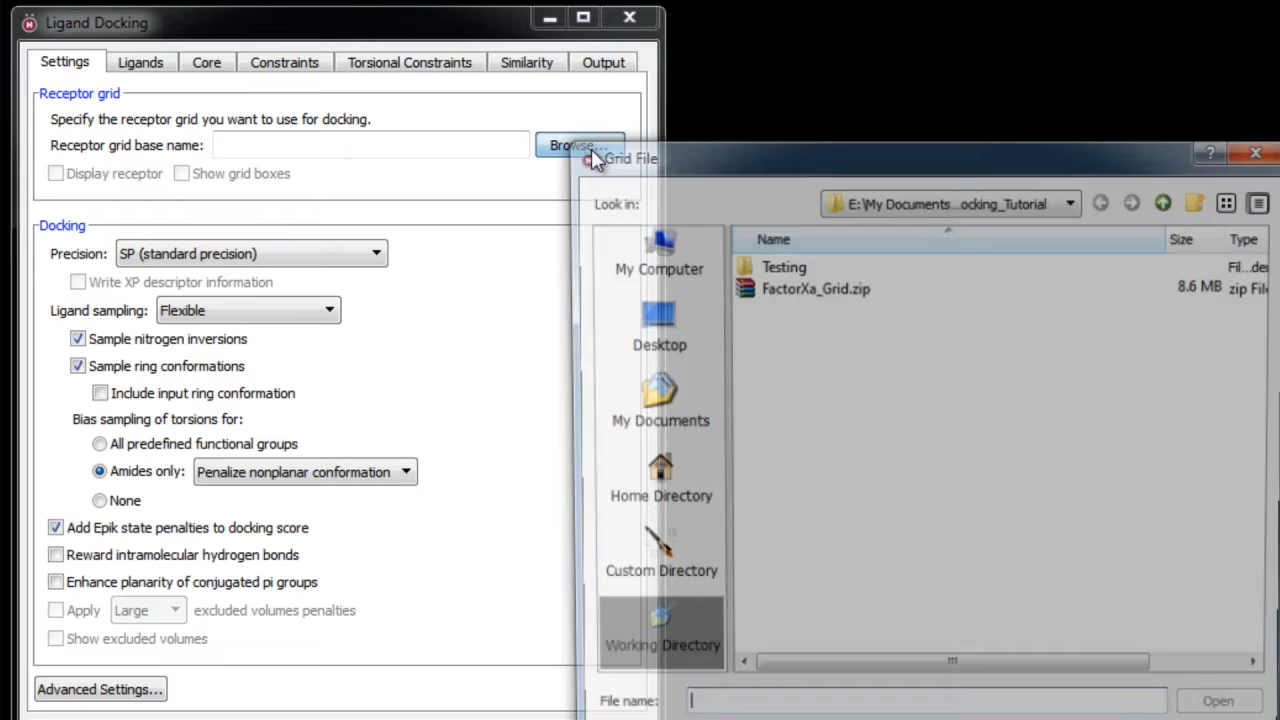 Ligand Docking
Settings Ligands Core Constraints Torsional Constraints Similarity Output
Receptor grid
Specify the receptor grid you want to use for docking.
Receptor grid base name: Browse...
Display receptor Show grid boxes
Docking
Precision: SP (standard precision)
Write XP descriptor information
Ligand sampling: Flexible
Sample nitrogen inversions
Sample ring conformations
Include input ring conformation
Bias sampling of torsions for:
All predefined functional groups
Amides only: Penalize nonplanar conformation
None
Add Epik state penalties to docking score
Reward intramolecular hydrogen bonds
Enhance planarity of conjugated pi groups
Apply Large excluded volumes penalties
Show excluded volumes
Advanced Settings...
Grid File
Look in: E:\My Documents...ocking_Tutorial
My Computer
Desktop
My Documents
Home Directory
Custom Directory
Working Directory
Name Size Type
Testing Fil...der
FactorXa_Grid.zip 8.6 MB zip File
File name: Open